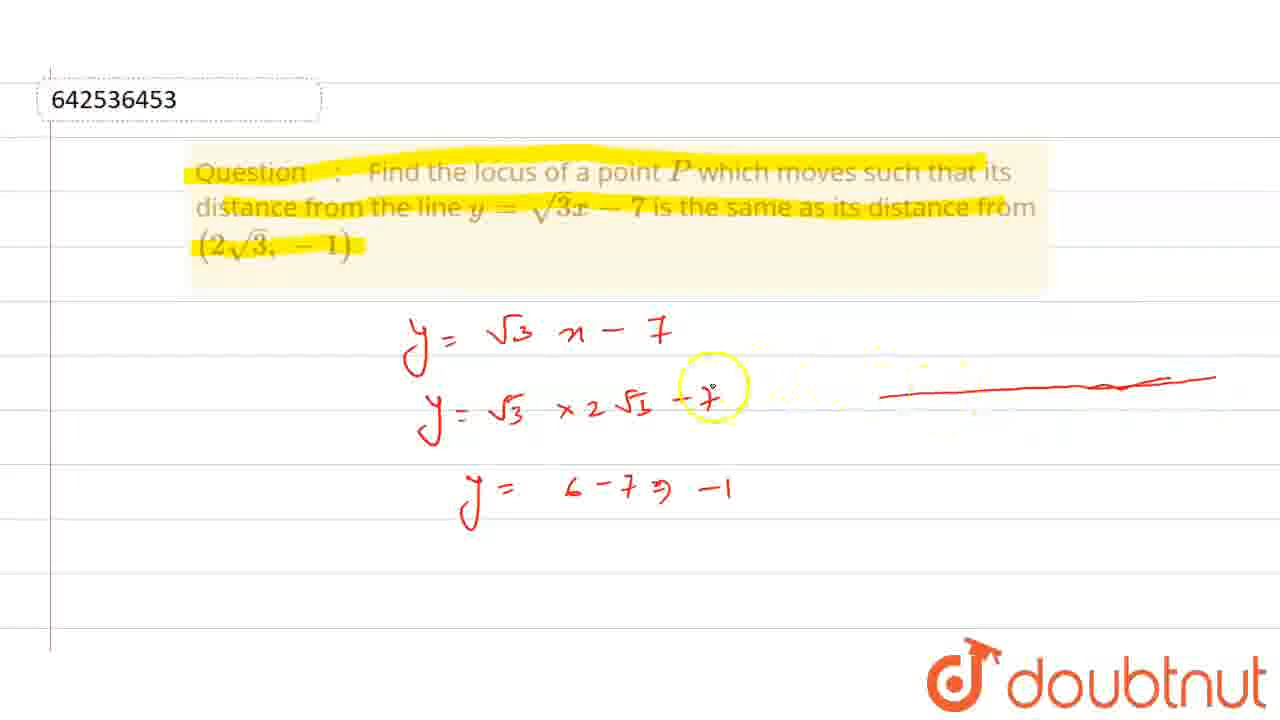 642536453
Question : Find the locus of a point P which moves such that its
distance from the line y = √3x − 7 is the same as its distance from
(2√3, − 1)
y = √3 x − 7
y = √3 × 2 √3 − 7
y = 6 − 7 ⇒ −1
doubtnut